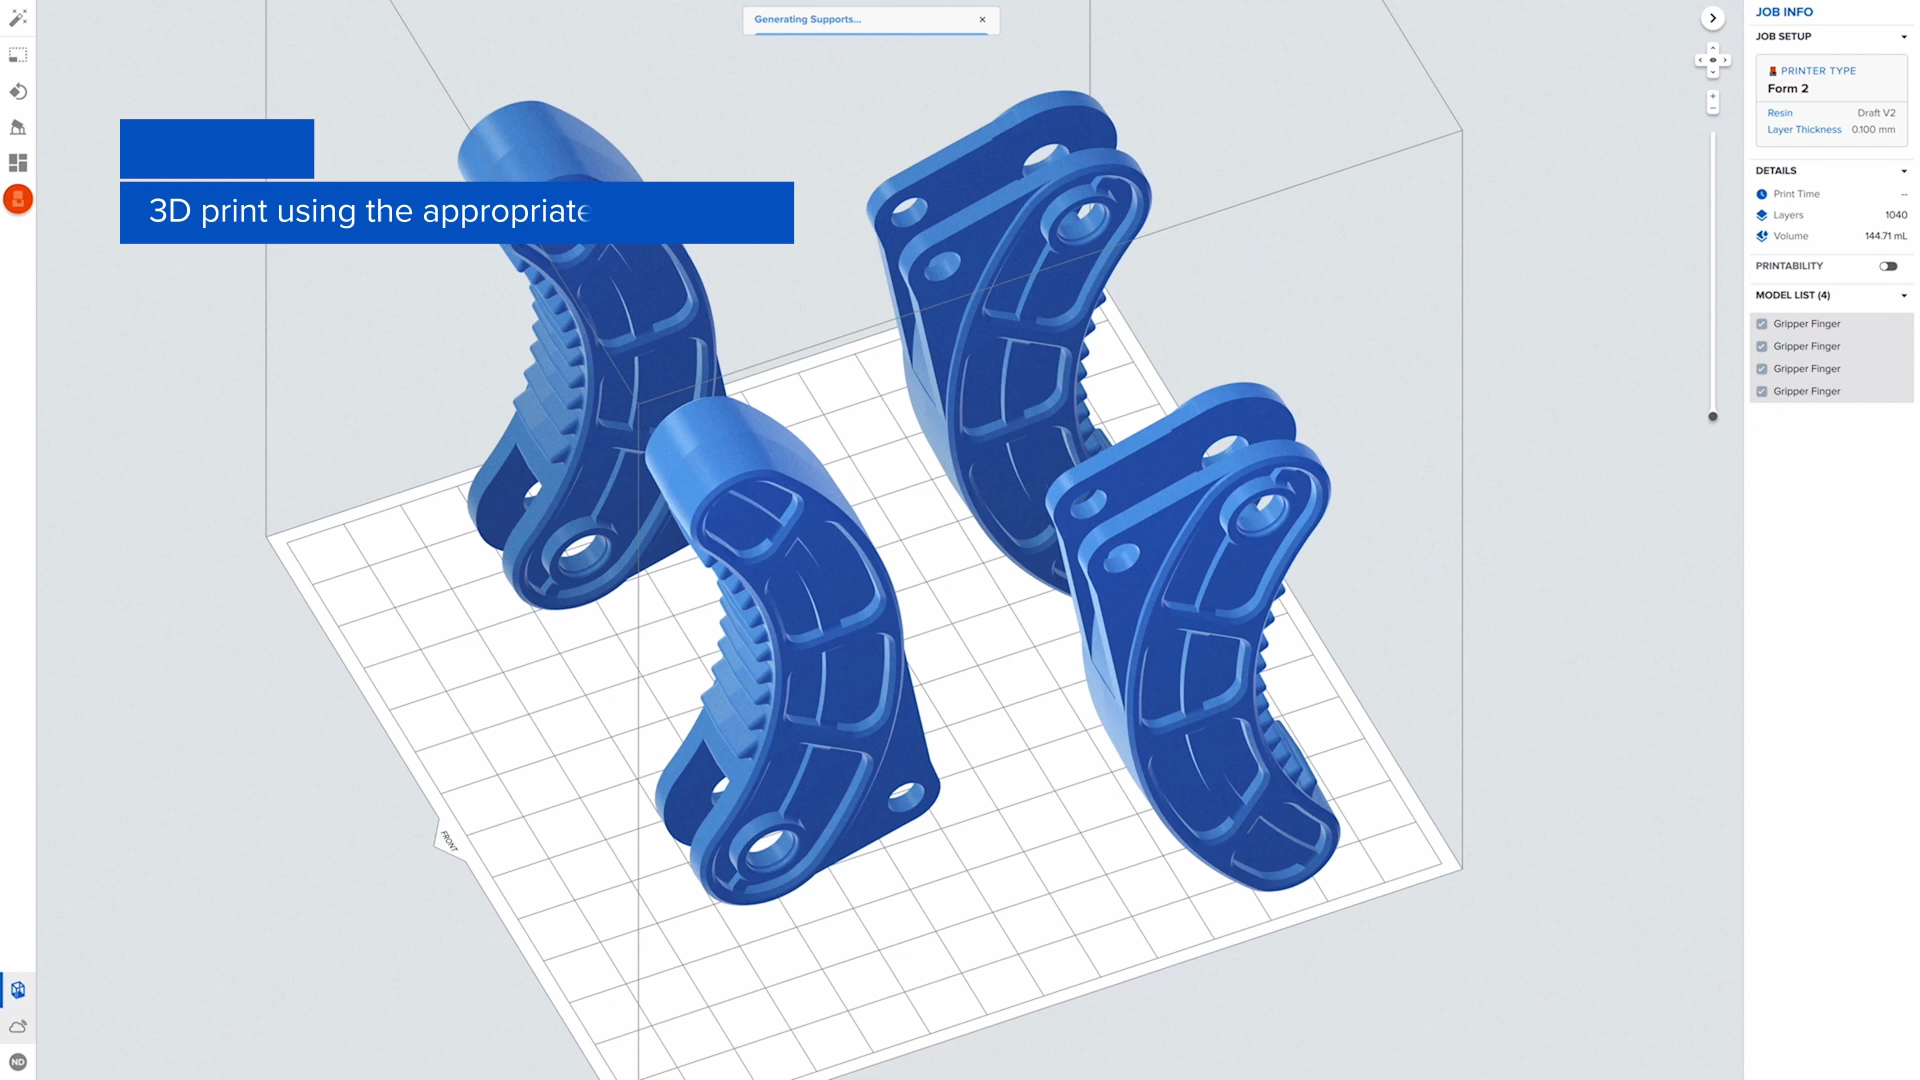 Generating Supports...
3D print using the appropriate
FRONT
ND
JOB INFO
JOB SETUP
PRINTER TYPE
Form 2
Resin Draft V2
Layer Thickness 0.100 mm
DETAILS
Print Time --
Layers 1040
Volume 144.71 mL
PRINTABILITY
MODEL LIST (4)
Gripper Finger
Gripper Finger
Gripper Finger
Gripper Finger